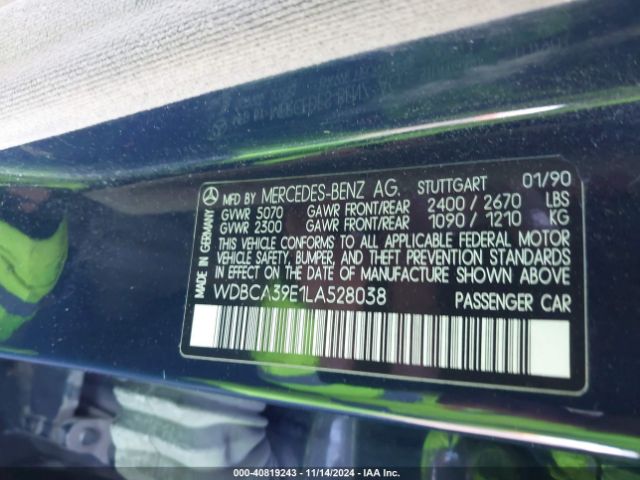 MFD BY MERCEDES-BENZ AG. STUTTGART 01/90
GVWR 5070 GAWR FRONT/REAR 2400 / 2670 LBS
GVWR 2300 GAWR FRONT/REAR 1090 / 1210 KG
THIS VEHICLE CONFORMS TO ALL APPLICABLE FEDERAL MOTOR
VEHICLE SAFETY, BUMPER, AND THEFT PREVENTION STANDARDS
IN EFFECT ON THE DATE OF MANUFACTURE SHOWN ABOVE.
WDBCA39E1LA528038 PASSENGER CAR
MADE IN GERMANY
000-40819243 • 11/14/2024 • IAA Inc.